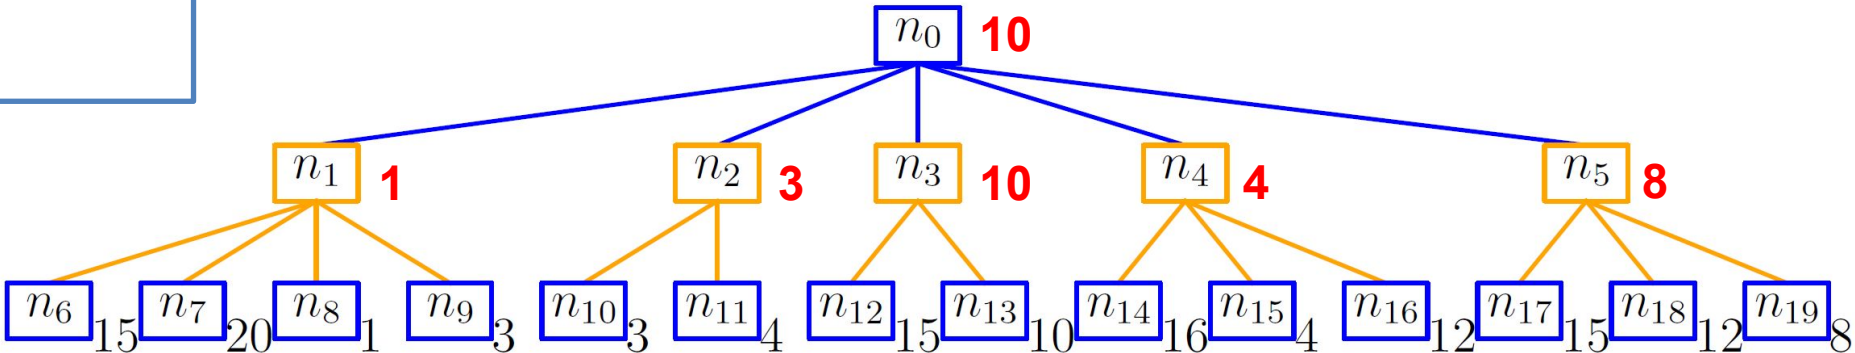 n₀ 10
n₁ 1 n₂ 3 n₃ 10 n₄ 4 n₅ 8
n₆ 15 n₇ 20 n₈ 1 n₉ 3 n₁₀ 3 n₁₁ 4 n₁₂ 15 n₁₃ 10 n₁₄ 16 n₁₅ 4 n₁₆ 12 n₁₇ 15 n₁₈ 12 n₁₉ 8